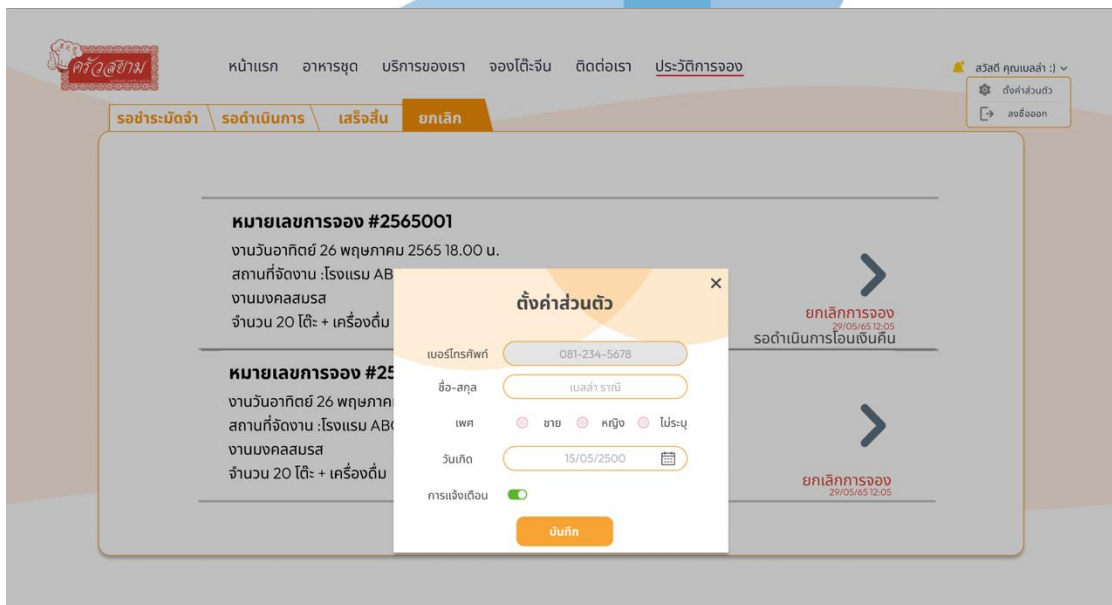 ครัวสยาม
หน้าแรก อาหารชุด บริการของเรา จองโต๊ะจีน ติดต่อเรา ประวัติการจอง
สวัสดี คุณเบลล่า :)
ตั้งค่าส่วนตัว
ลงชื่อออก
รอชำระมัดจำ รอดำเนินการ เสร็จสิ้น ยกเลิก
หมายเลขการจอง #2565001
งานวันอาทิตย์ 26 พฤษภาคม 2565 18.00 น.
สถานที่จัดงาน :โรงแรม AB
งานมงคลสมรส
จำนวน 20 โต๊ะ + เครื่องดื่ม
ยกเลิกการจอง
29/05/65 12:05
รอดำเนินการโอนเงินคืน
หมายเลขการจอง #25
งานวันอาทิตย์ 26 พฤษภา
สถานที่จัดงาน :โรงแรม AB
งานมงคลสมรส
จำนวน 20 โต๊ะ + เครื่องดื่ม
ยกเลิกการจอง
29/05/65 12:05
ตั้งค่าส่วนตัว
เบอร์โทรศัพท์ 081-234-5678
ชื่อ-สกุล เบลล่า ราณี
เพศ ชาย หญิง ไม่ระบุ
วันเกิด 15/05/2500
การแจ้งเตือน
บันทึก